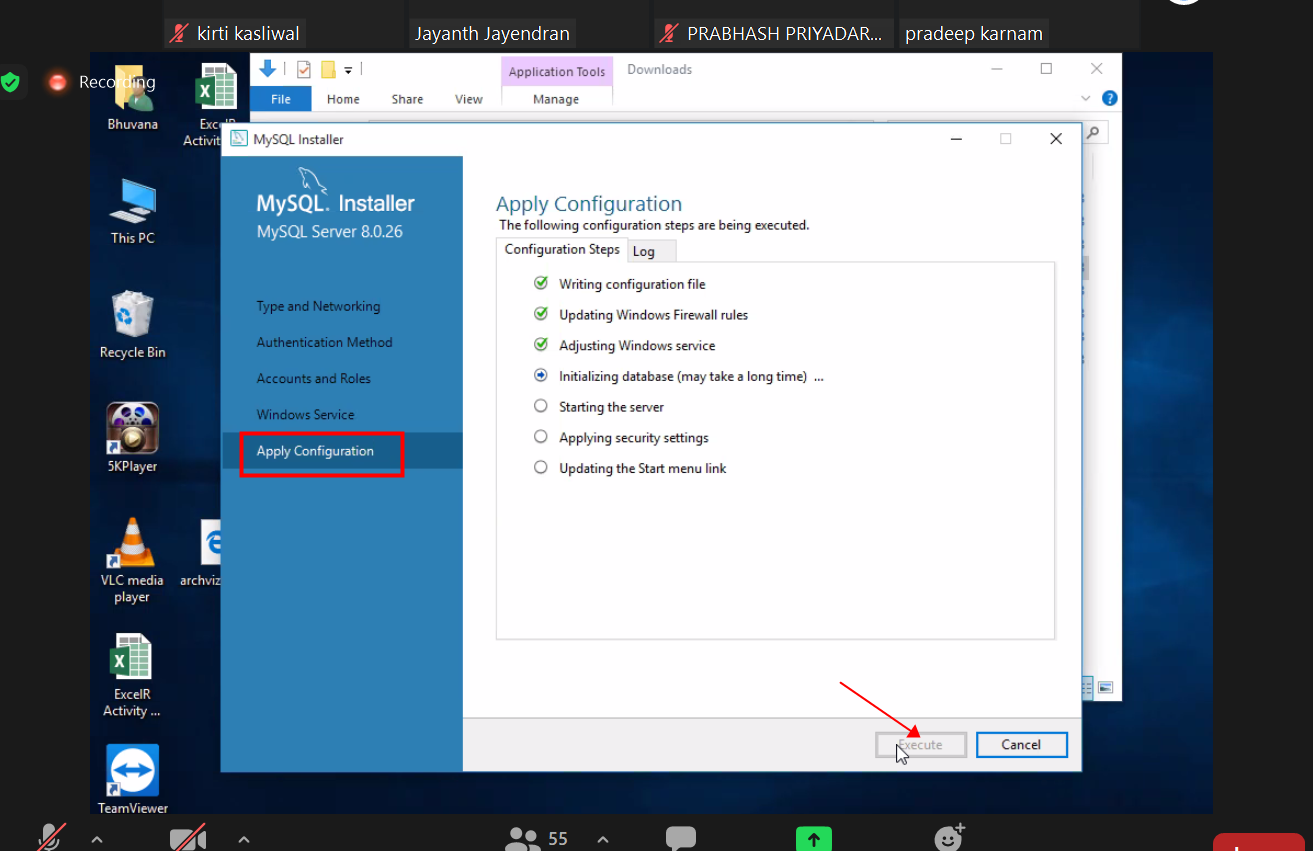 kirti kasliwal
Jayanth Jayendran
PRABHASH PRIYADAR...
pradeep karnam
Recording
Application Tools
Downloads
File
Home
Share
View
Manage
Bhuvana
ExcelR
Activit
MySQL Installer
MySQL. Installer
MySQL Server 8.0.26
Type and Networking
Authentication Method
Accounts and Roles
Windows Service
Apply Configuration
Apply Configuration
The following configuration steps are being executed.
Configuration Steps
Log
Writing configuration file
Updating Windows Firewall rules
Adjusting Windows service
Initializing database (may take a long time) ...
Starting the server
Applying security settings
Updating the Start menu link
Execute
Cancel
This PC
Recycle Bin
5KPlayer
VLC media
player
archviz
ExcelR
Activity ...
TeamViewer
55